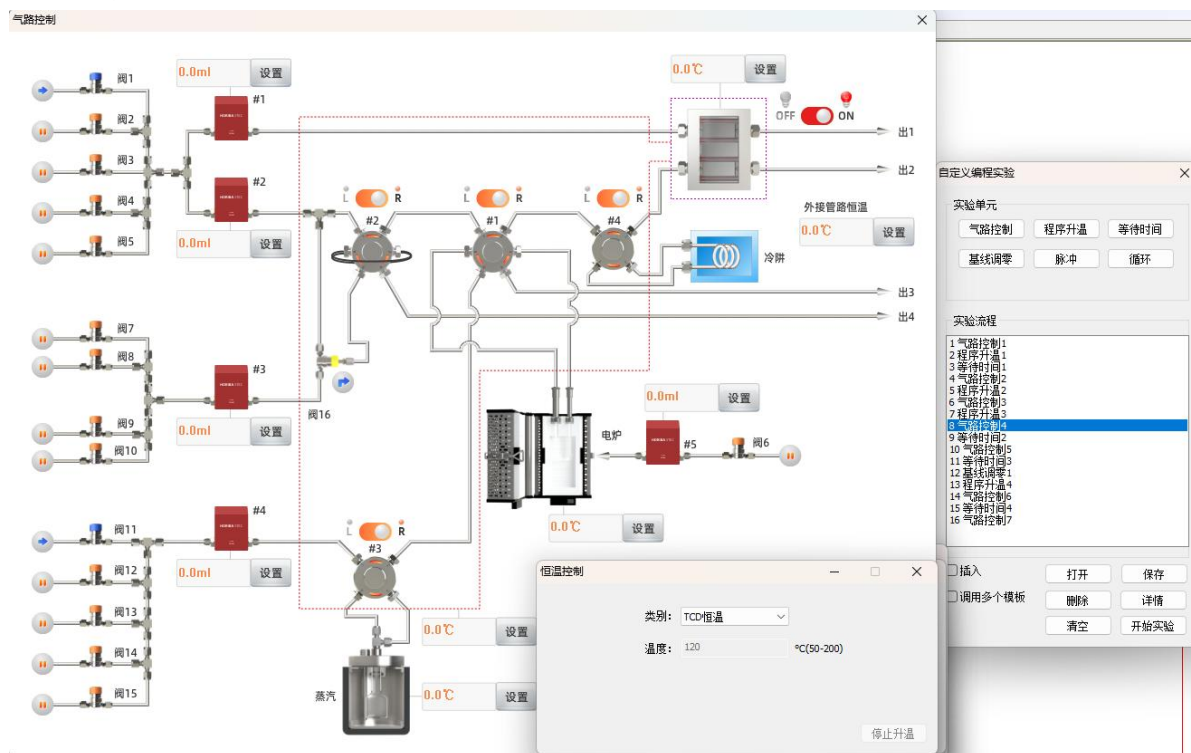 气路控制
0.0ml 设置
#1
阀1
阀2
阀3
阀4
阀5
#2
0.0ml 设置
0.0℃ 设置
OFF ON
出1
出2
L R
#2
L R
#1
L R
#4
外接管路恒温
0.0℃ 设置
冷阱
出3
出4
阀7
阀8
阀9
阀10
#3
0.0ml 设置
阀16
0.0ml 设置
电炉
#5
阀6
0.0℃ 设置
阀11
阀12
阀13
阀14
阀15
#4
0.0ml 设置
L R
#3
0.0℃ 设置
蒸汽
0.0℃ 设置
恒温控制
类别: TCD恒温
温度: 120 ℃(50-200)
停止升温
自定义编程实验
实验单元
气路控制 程序升温 等待时间
基线调零 脉冲 循环
实验流程
1 气路控制1
2 程序升温1
3 等待时间1
4 气路控制2
5 程序升温2
6 气路控制3
7 程序升温3
8 气路控制4
9 等待时间2
10 气路控制5
11 等待时间3
12 基线调零1
13 程序升温4
14 气路控制6
15 等待时间4
16 气路控制7
插入 打开 保存
调用多个模板 删除 详情
清空 开始实验